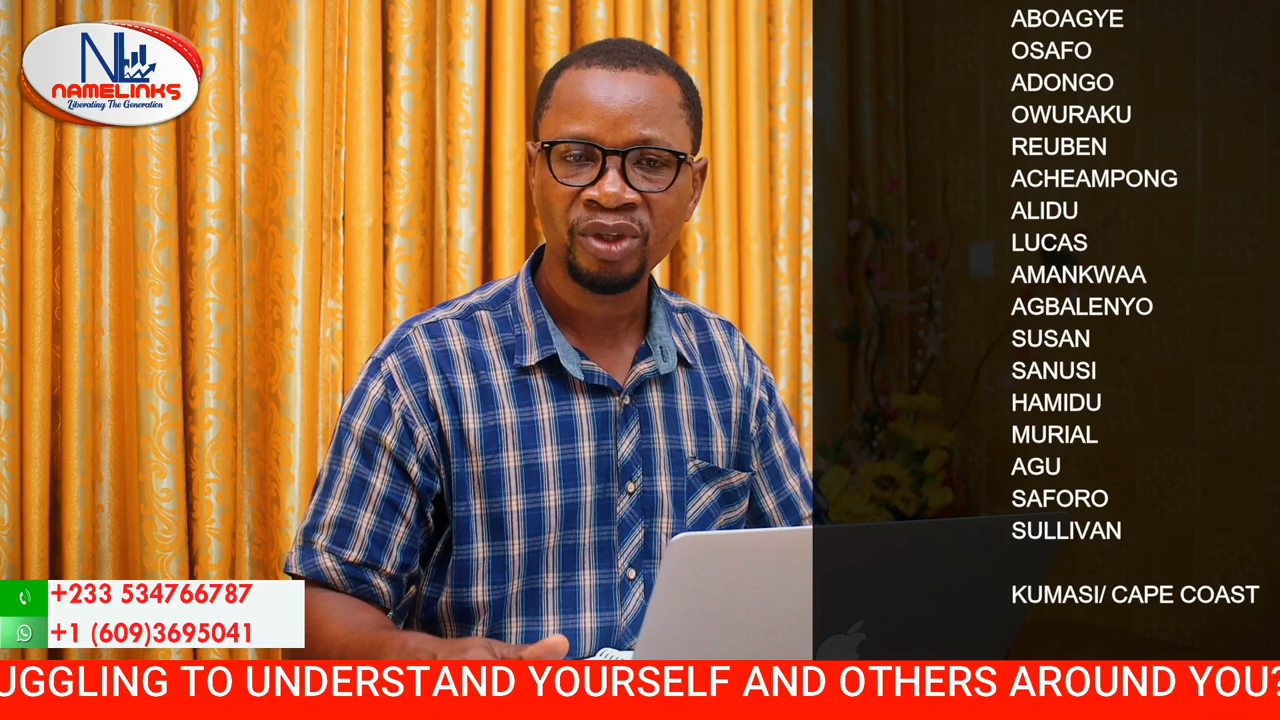 NL
NAMELINKS
Liberating The Generation
ABOAGYE
OSAFO
ADONGO
OWURAKU
REUBEN
ACHEAMPONG
ALIDU
LUCAS
AMANKWAA
AGBALENYO
SUSAN
SANUSI
HAMIDU
MURIAL
AGU
SAFORO
SULLIVAN
KUMASI/ CAPE COAST
+233 534766787
+1 (609)3695041
UGGLING TO UNDERSTAND YOURSELF AND OTHERS AROUND YOU?